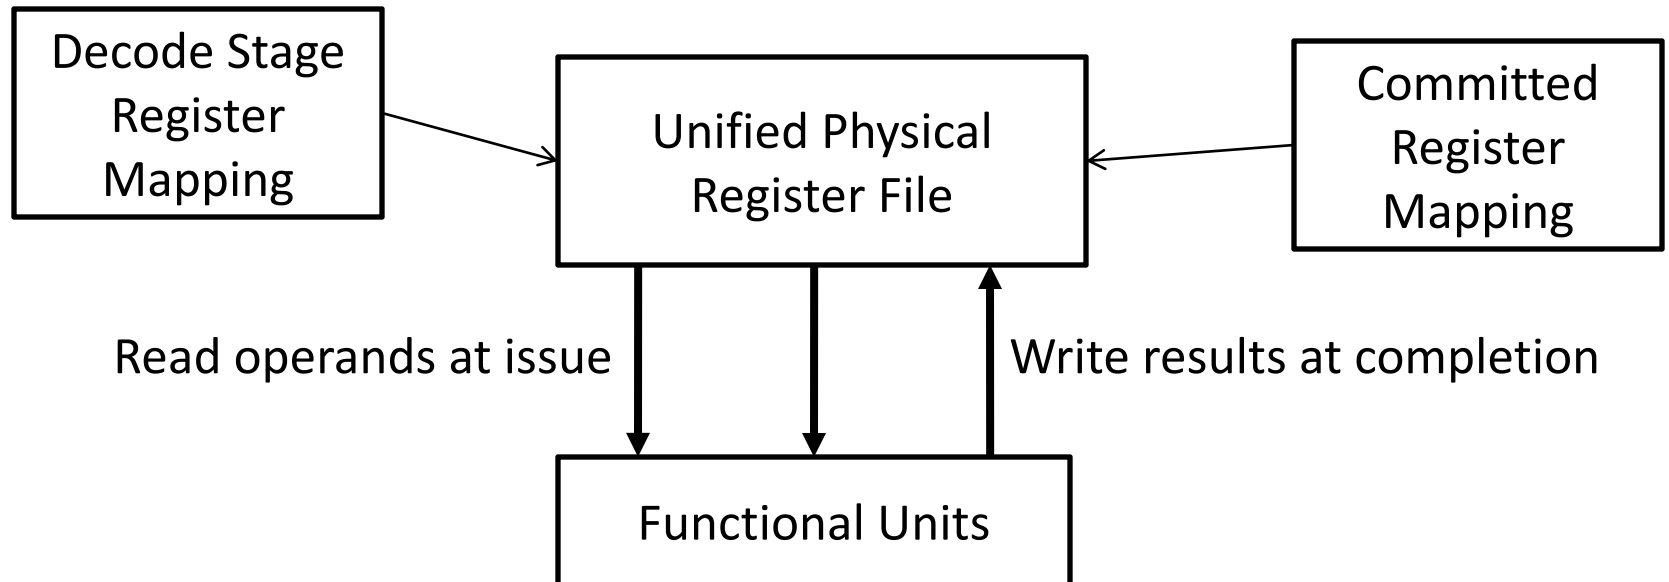 Decode Stage
Register
Mapping
Unified Physical
Register File
Committed
Register
Mapping
Read operands at issue
Write results at completion
Functional Units